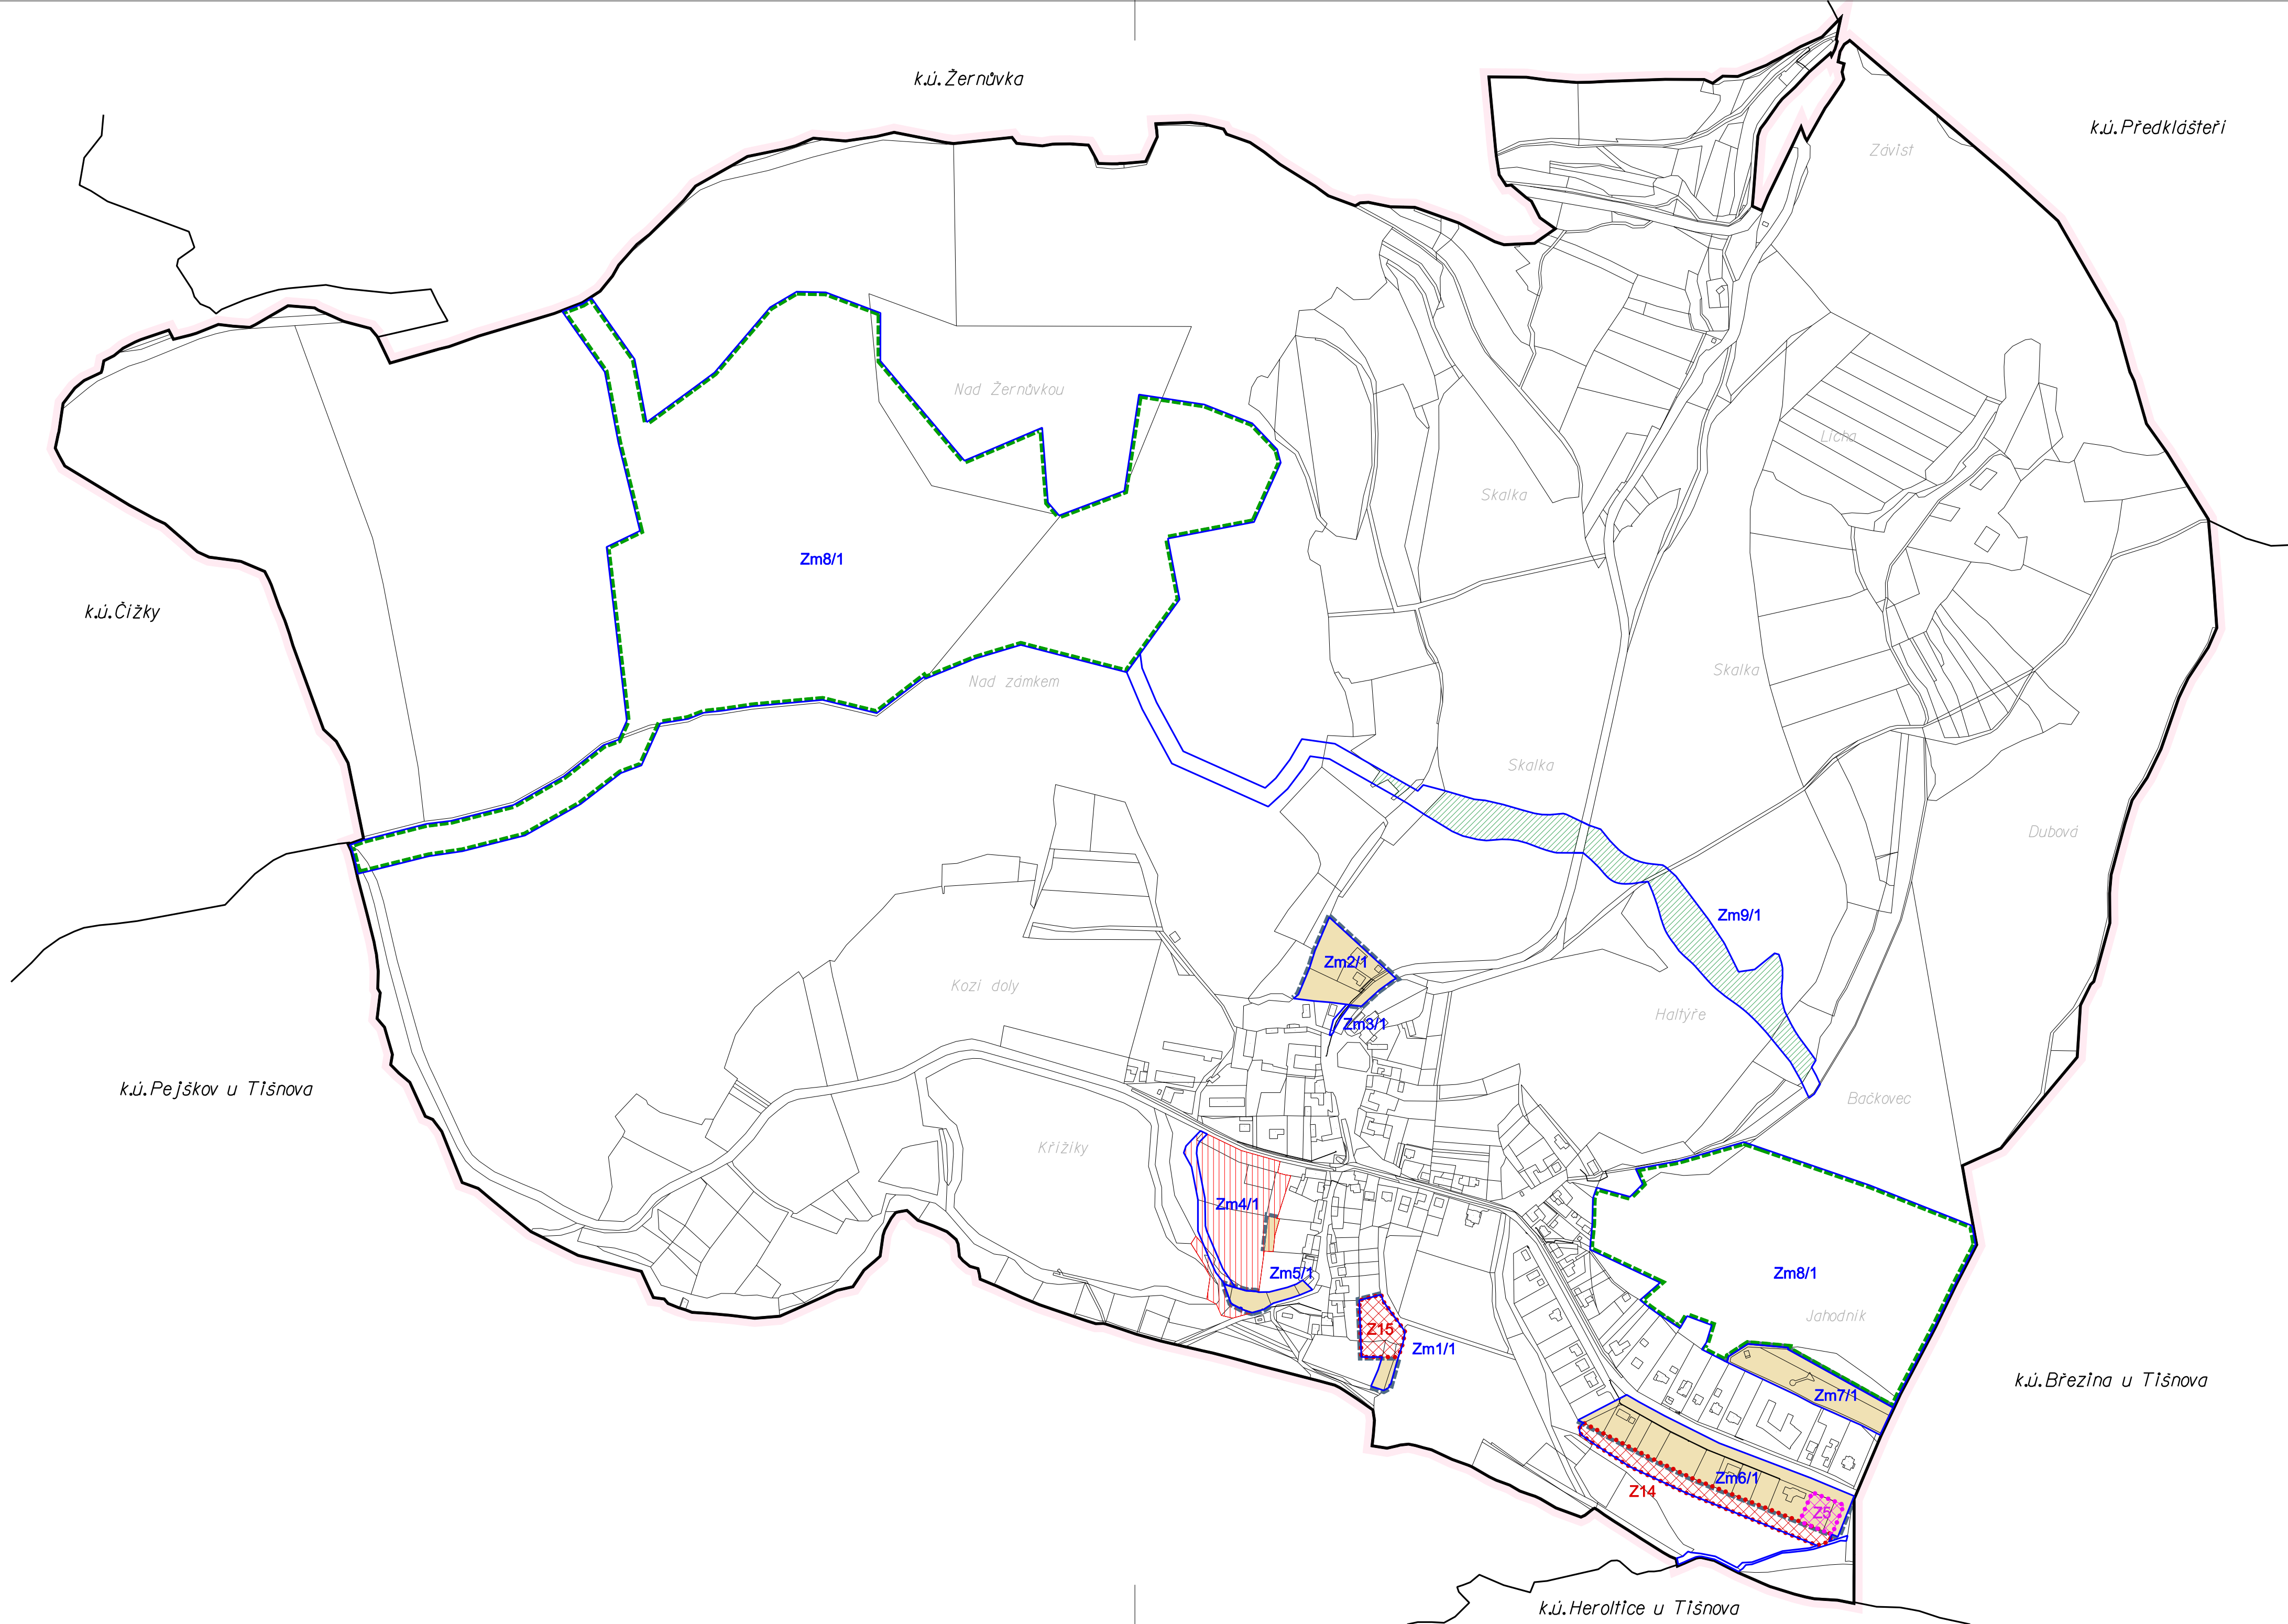 k.ú.Žernůvka
k.ú.Předklášteří
Závist
Nad Žernůvkou
Lícha
Skalka
Zm8/1
k.ú.Čížky
Skalka
Nad zámkem
Skalka
Dubová
Zm9/1
Zm2/1
Kozí doly
Haltýře
Zm3/1
k.ú.Pejškov u Tišnova
Bačkovec
Křížky
Zm4/1
Zm5/1
Zm8/1
Jahodník
Z15
Zm1/1
k.ú.Březina u Tišnova
Zm7/1
Zm6/1
Z14
Z5
k.ú.Heroltice u Tišnova